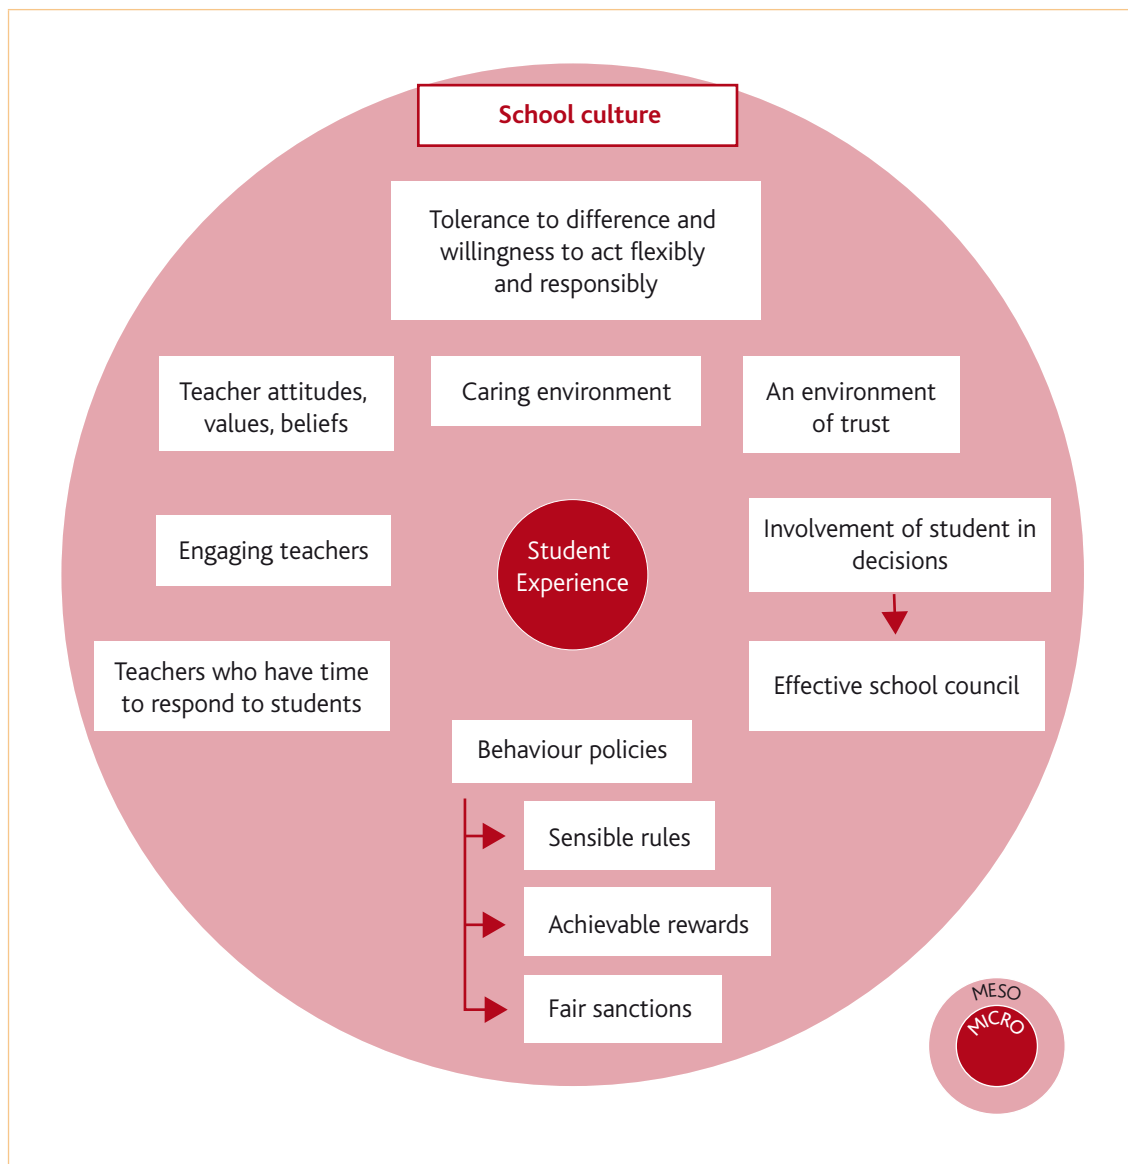 School culture
Tolerance to difference and
willingness to act flexibly
and responsibly
Teacher attitudes,
values, beliefs
Caring environment
An environment
of trust
Engaging teachers
Student
Experience
Involvement of student in
decisions
Teachers who have time
to respond to students
Effective school council
Behaviour policies
Sensible rules
Achievable rewards
Fair sanctions
MESO
MICRO